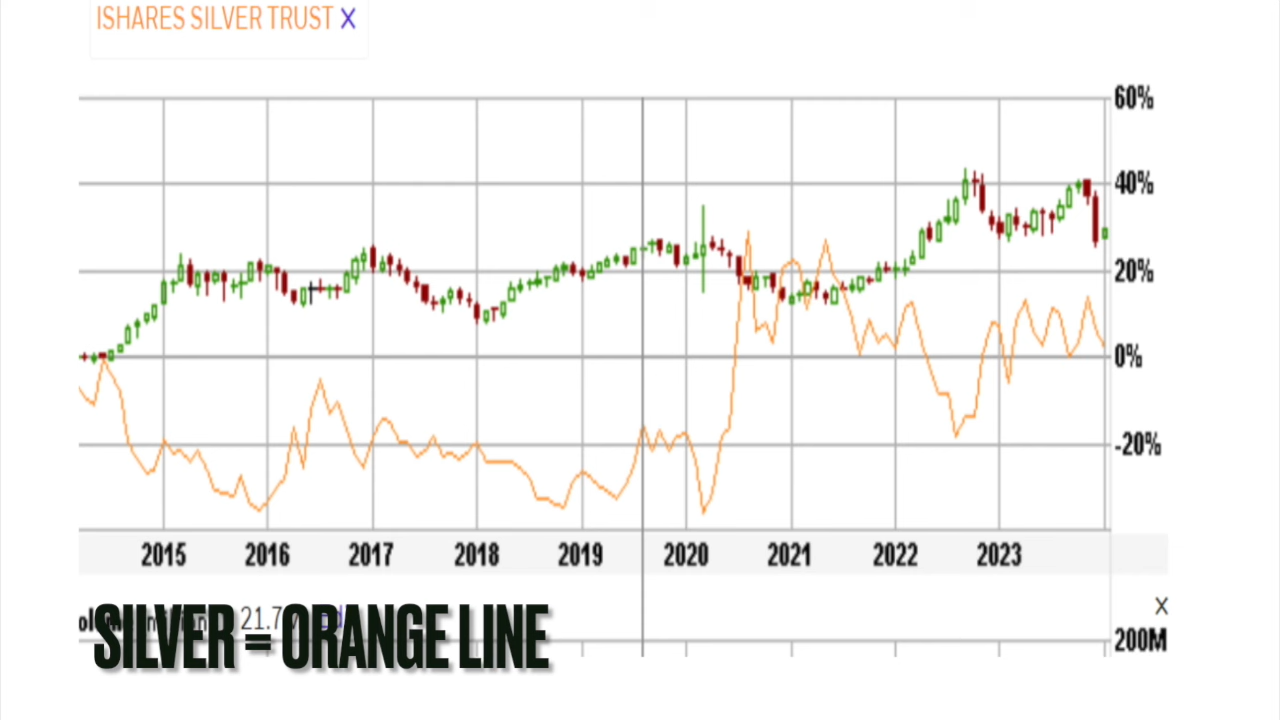 ISHARES SILVER TRUST X
60%
40%
20%
0%
-20%
2015 2016 2017 2018 2019 2020 2021 2022 2023
X
SILVER = ORANGE LINE
200M